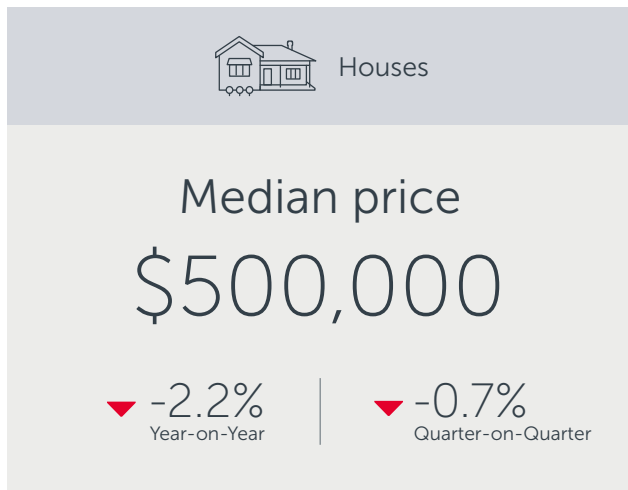 Houses
Median price
$500,000
-2.2%
Year-on-Year
-0.7%
Quarter-on-Quarter